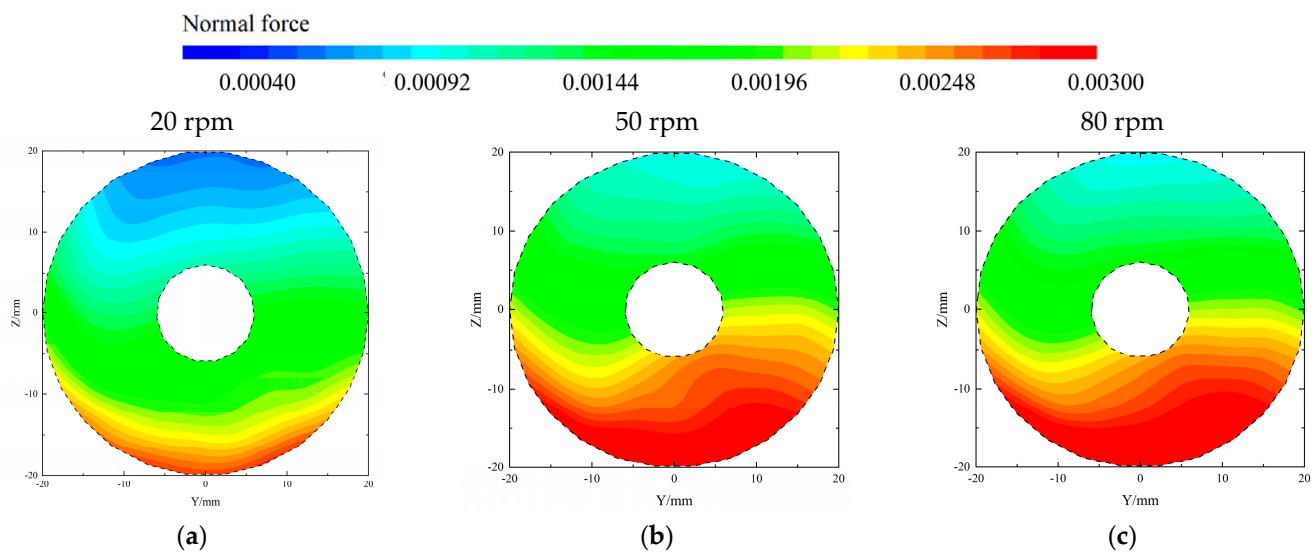 Normal force
0.00040 0.00092 0.00144 0.00196 0.00248 0.00300
20 rpm 50 rpm 80 rpm
20 20 20
10 10 10
Z/mm Z/mm Z/mm
0 0 0
-10 -10 -10
-20 -20 -20
-20 -10 0 10 20 -20 -10 0 10 20 -20 -10 0 10 20
Y/mm Y/mm Y/mm
(a) (b) (c)